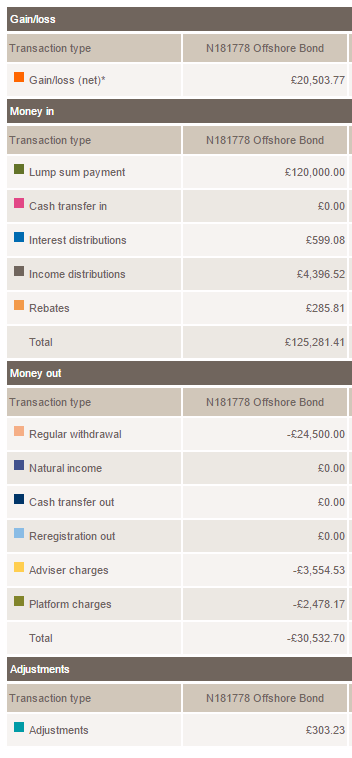 Gain/loss
Transaction type N181778 Offshore Bond
Gain/loss (net)* £20,503.77
Money in
Transaction type N181778 Offshore Bond
Lump sum payment £120,000.00
Cash transfer in £0.00
Interest distributions £599.08
Income distributions £4,396.52
Rebates £285.81
Total £125,281.41
Money out
Transaction type N181778 Offshore Bond
Regular withdrawal -£24,500.00
Natural income £0.00
Cash transfer out £0.00
Reregistration out £0.00
Adviser charges -£3,554.53
Platform charges -£2,478.17
Total -£30,532.70
Adjustments
Transaction type N181778 Offshore Bond
Adjustments £303.23